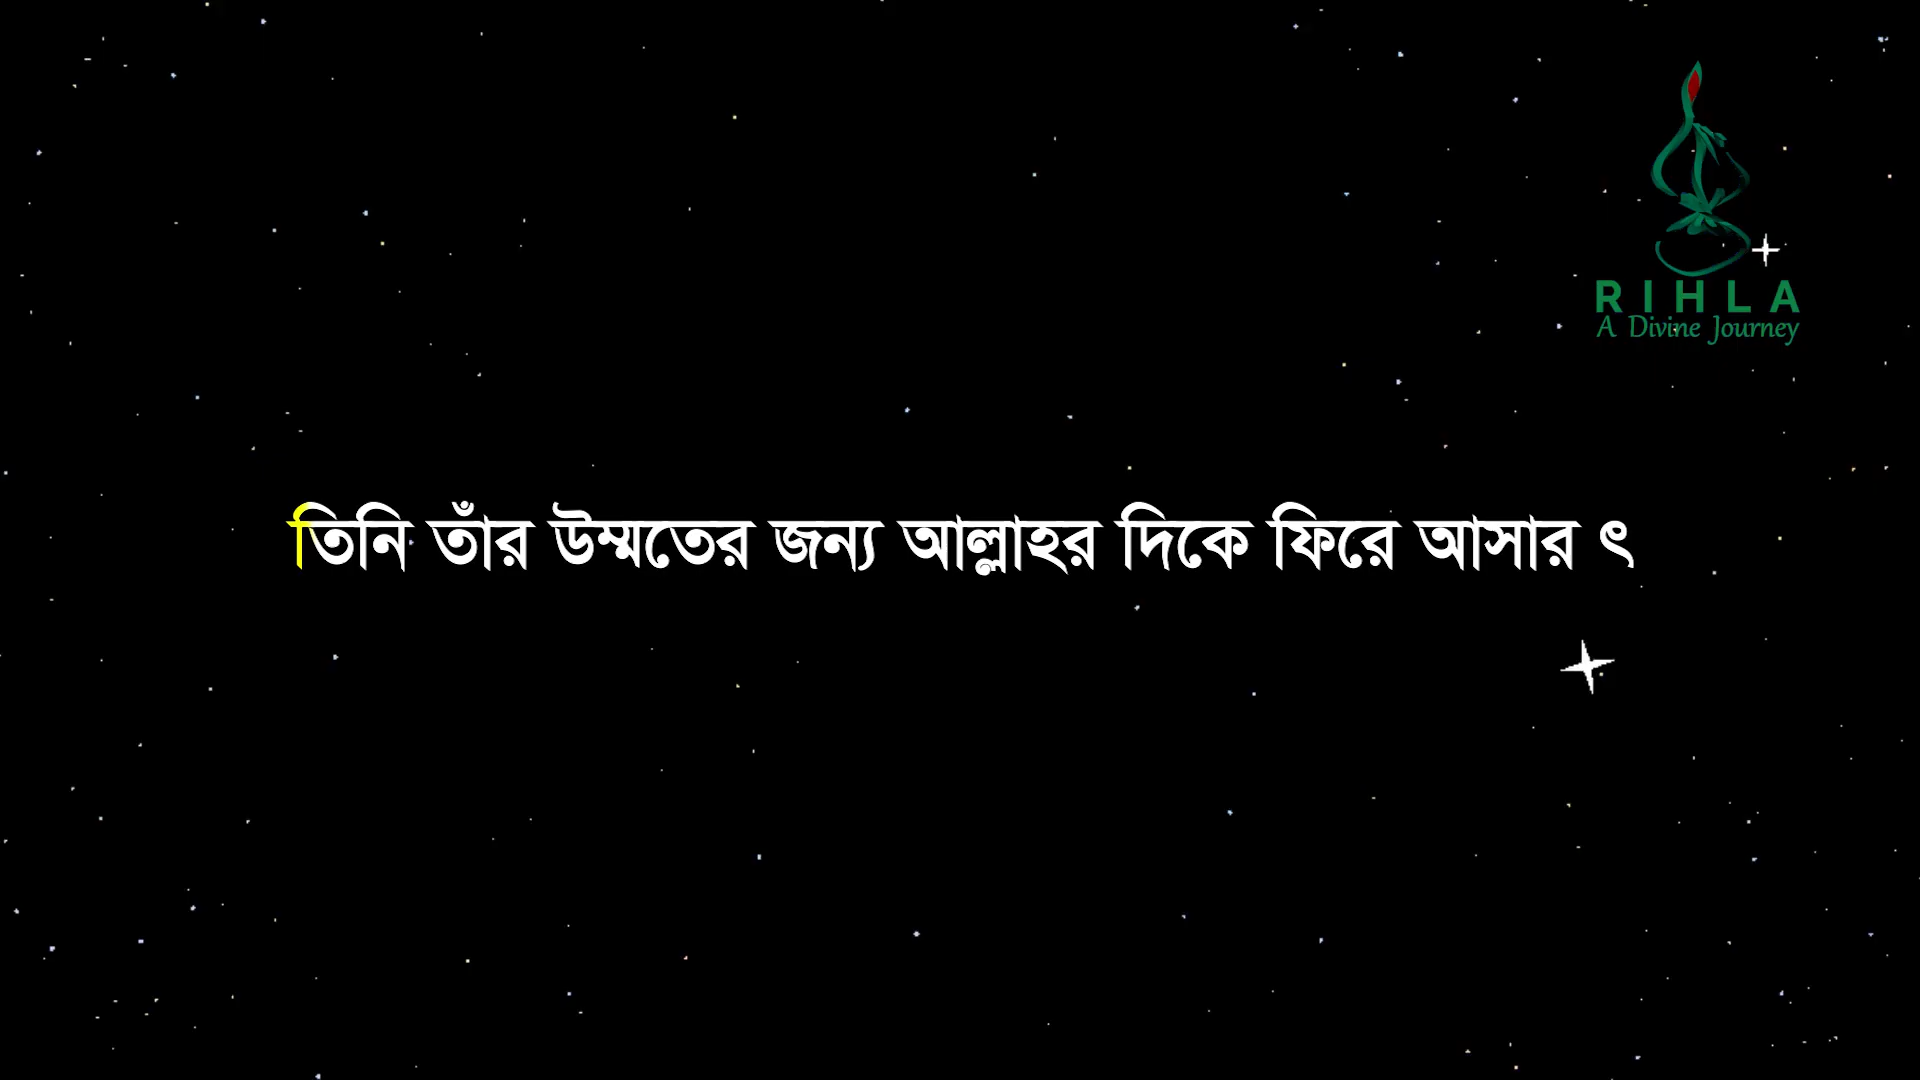 RIHLA
A Divine Journey
তিনি তাঁর উম্মতের জন্য আল্লাহর দিকে ফিরে আসার ৎ